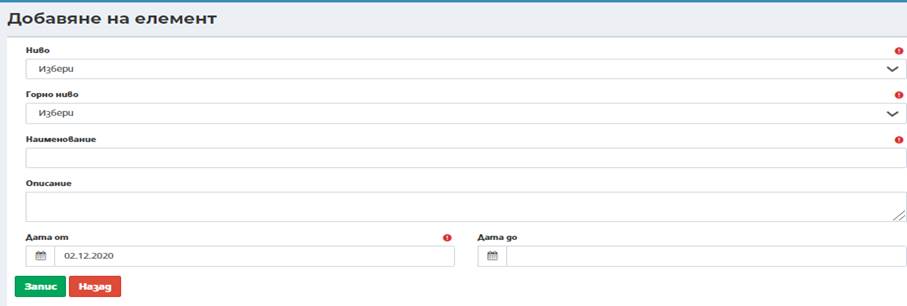 Добавяне на елемент
Ниво
Избери
Горно ниво
Избери
Наименование
Описание
Дата от Дата до
02.12.2020
Запис Назад